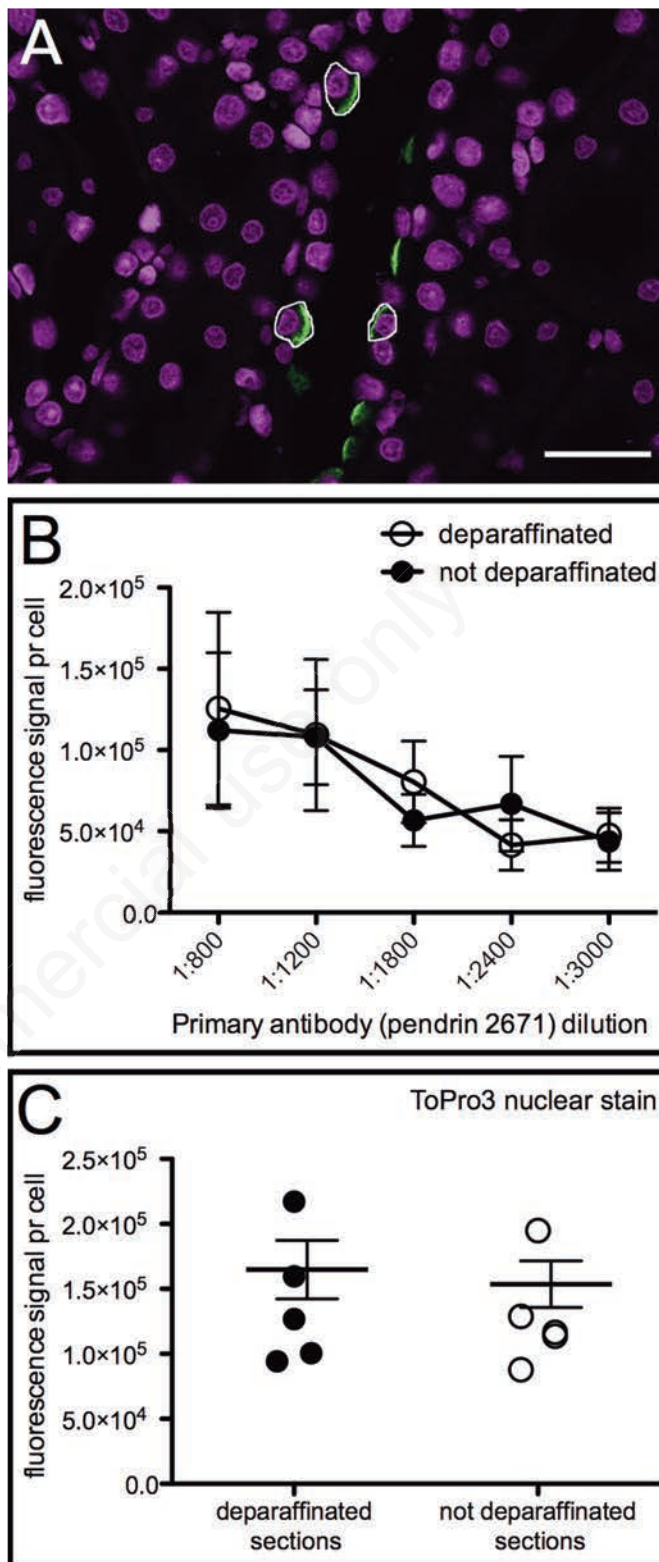 A
B
deparaffinated
not deparaffinated
fluorescence signal pr cell
2.0×10⁵
1.5×10⁵
1.0×10⁵
5.0×10⁴
0.0
1:800
1:1200
1:1800
1:2400
1:3000
Primary antibody (pendrin 2671) dilution
C
ToPro3 nuclear stain
fluorescence signal pr cell
2.5×10⁵
2.0×10⁵
1.5×10⁵
1.0×10⁵
5.0×10⁴
0.0
deparaffinated
sections
not deparaffinated
sections
mercial use only